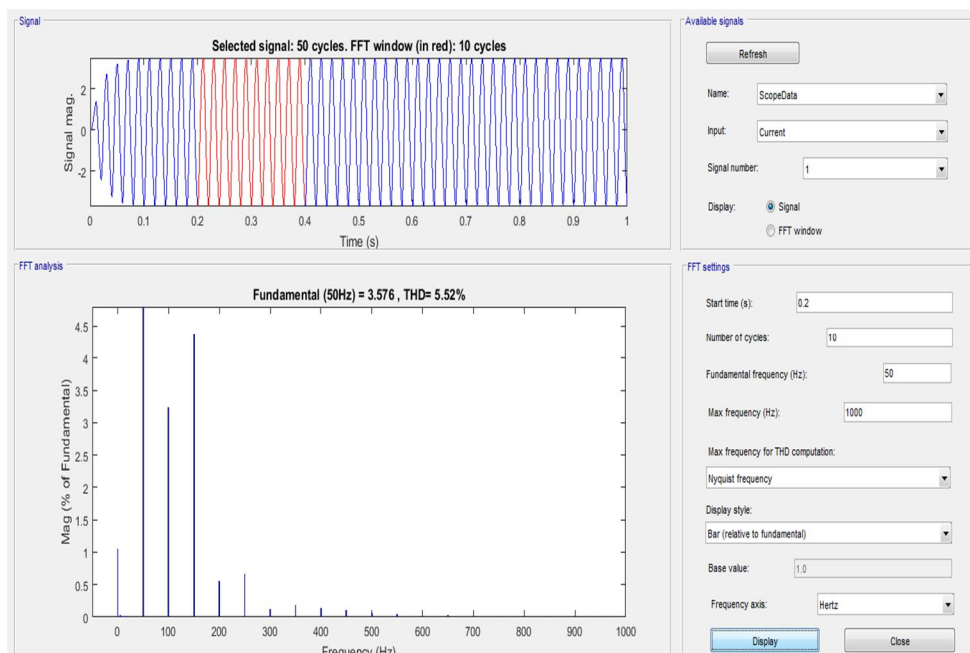 Signal
Selected signal: 50 cycles. FFT window (in red): 10 cycles
Signal mag.
2
0
-2
0 0.1 0.2 0.3 0.4 0.5 0.6 0.7 0.8 0.9 1
Time (s)
FFT analysis
Fundamental (50Hz) = 3.576 , THD= 5.52%
Mag (% of Fundamental)
4.5
4
3.5
3
2.5
2
1.5
1
0.5
0
0 100 200 300 400 500 600 700 800 900 1000
Frequency (Hz)
Available signals
Refresh
Name: ScopeData
Input: Current
Signal number: 1
Display: Signal
FFT window
FFT settings
Start time (s): 0.2
Number of cycles: 10
Fundamental frequency (Hz): 50
Max frequency (Hz): 1000
Max frequency for THD computation:
Nyquist frequency
Display style:
Bar (relative to fundamental)
Base value: 1.0
Frequency axis: Hertz
Display Close